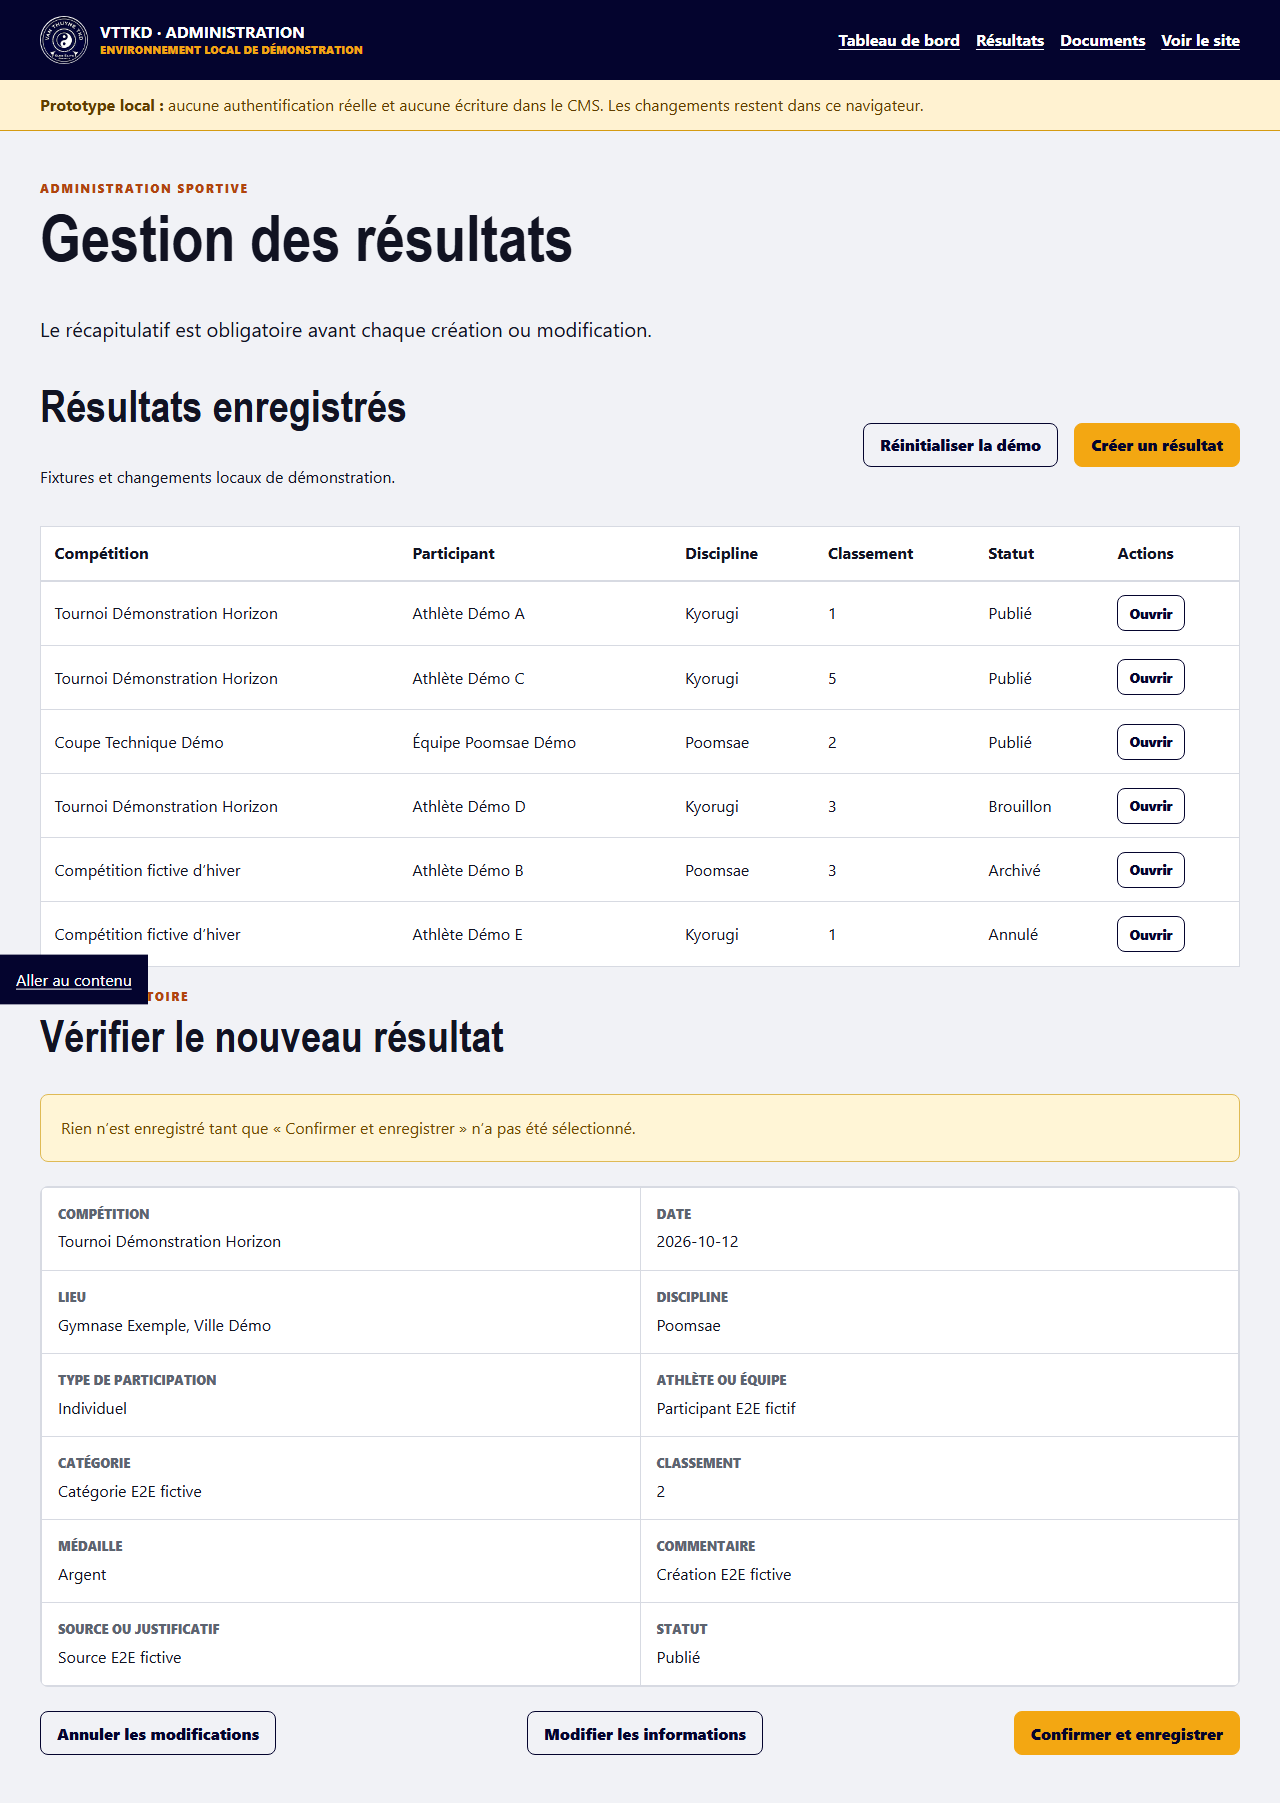 VTTKD · ADMINISTRATION
ENVIRONNEMENT LOCAL DE DÉMONSTRATION
Tableau de bord Résultats Documents Voir le site
Prototype local : aucune authentification réelle et aucune écriture dans le CMS. Les changements restent dans ce navigateur.
ADMINISTRATION SPORTIVE
Gestion des résultats
Le récapitulatif est obligatoire avant chaque création ou modification.
Résultats enregistrés
Réinitialiser la démo Créer un résultat
Fixtures et changements locaux de démonstration.
Compétition Participant Discipline Classement Statut Actions
Tournoi Démonstration Horizon Athlète Démo A Kyorugi 1 Publié Ouvrir
Tournoi Démonstration Horizon Athlète Démo C Kyorugi 5 Publié Ouvrir
Coupe Technique Démo Équipe Poomsae Démo Poomsae 2 Publié Ouvrir
Tournoi Démonstration Horizon Athlète Démo D Kyorugi 3 Brouillon Ouvrir
Compétition fictive d’hiver Athlète Démo B Poomsae 3 Archivé Ouvrir
Compétition fictive d’hiver Athlète Démo E Kyorugi 1 Annulé Ouvrir
Aller au contenu
TOIRE
Vérifier le nouveau résultat
Rien n’est enregistré tant que « Confirmer et enregistrer » n’a pas été sélectionné.
COMPÉTITION DATE
Tournoi Démonstration Horizon 2026-10-12
LIEU DISCIPLINE
Gymnase Exemple, Ville Démo Poomsae
TYPE DE PARTICIPATION ATHLÈTE OU ÉQUIPE
Individuel Participant E2E fictif
CATÉGORIE CLASSEMENT
Catégorie E2E fictive 2
MÉDAILLE COMMENTAIRE
Argent Création E2E fictive
SOURCE OU JUSTIFICATIF STATUT
Source E2E fictive Publié
Annuler les modifications Modifier les informations Confirmer et enregistrer